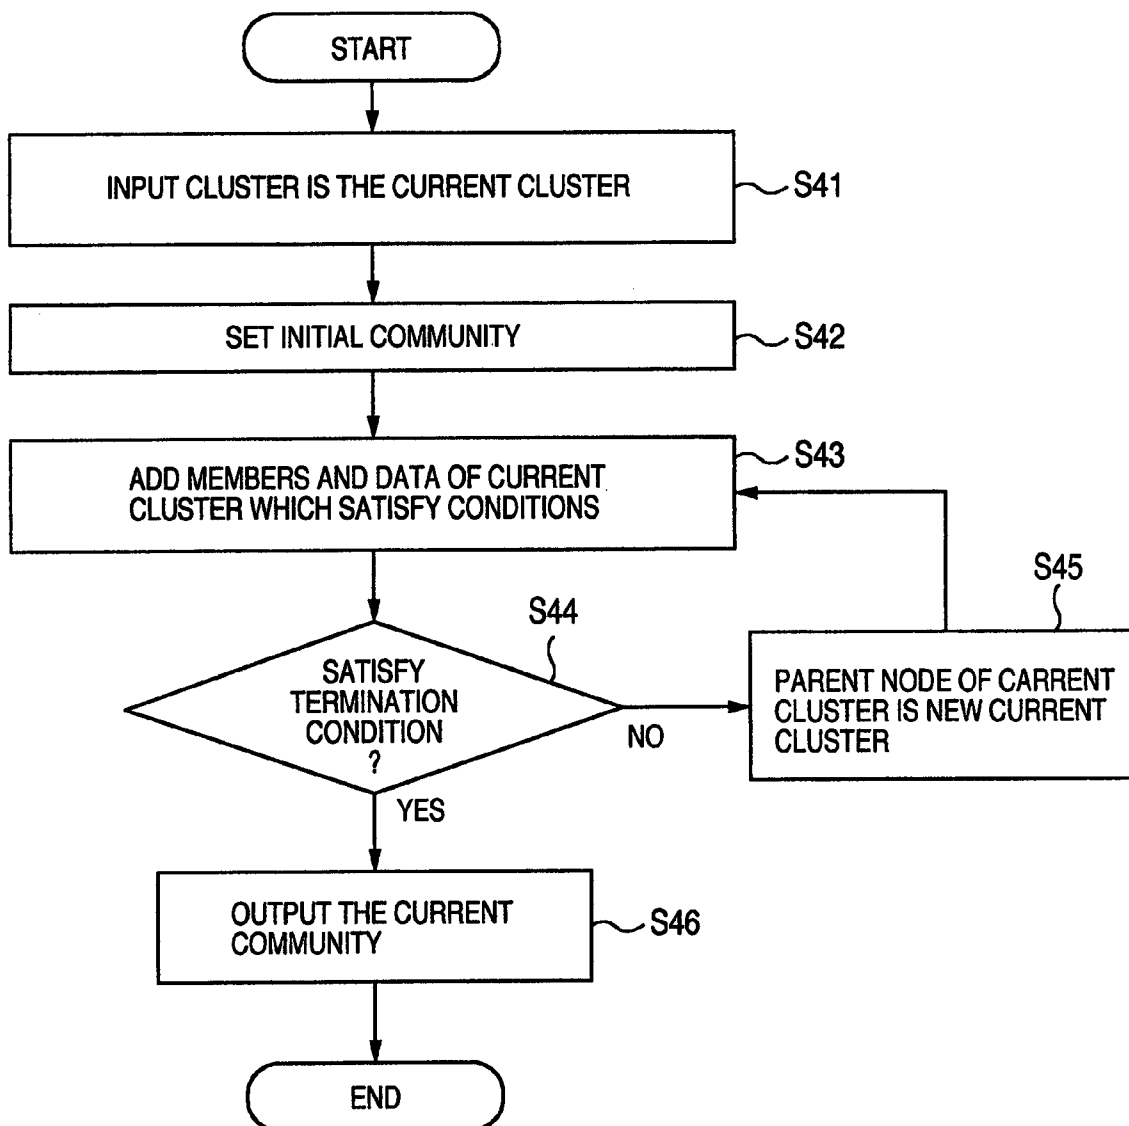 START
INPUT CLUSTER IS THE CURRENT CLUSTER
S41
SET INITIAL COMMUNITY
S42
ADD MEMBERS AND DATA OF CURRENT
CLUSTER WHICH SATISFY CONDITIONS
S43
SATISFY
TERMINATION
CONDITION
?
S44
NO
S45
PARENT NODE OF CARRENT
CLUSTER IS NEW CURRENT
CLUSTER
YES
OUTPUT THE CURRENT
COMMUNITY
S46
END